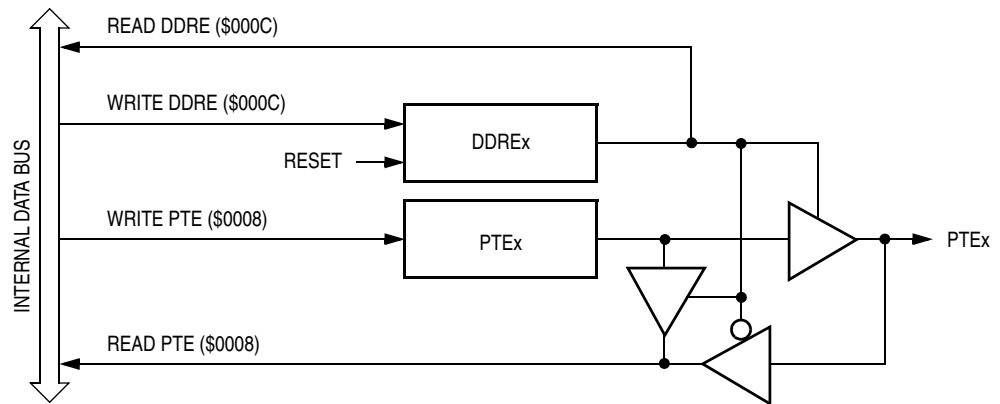 READ DDRE ($000C)
WRITE DDRE ($000C)
DDREx
RESET
WRITE PTE ($0008)
PTEx
PTEx
READ PTE ($0008)
INTERNAL DATA BUS